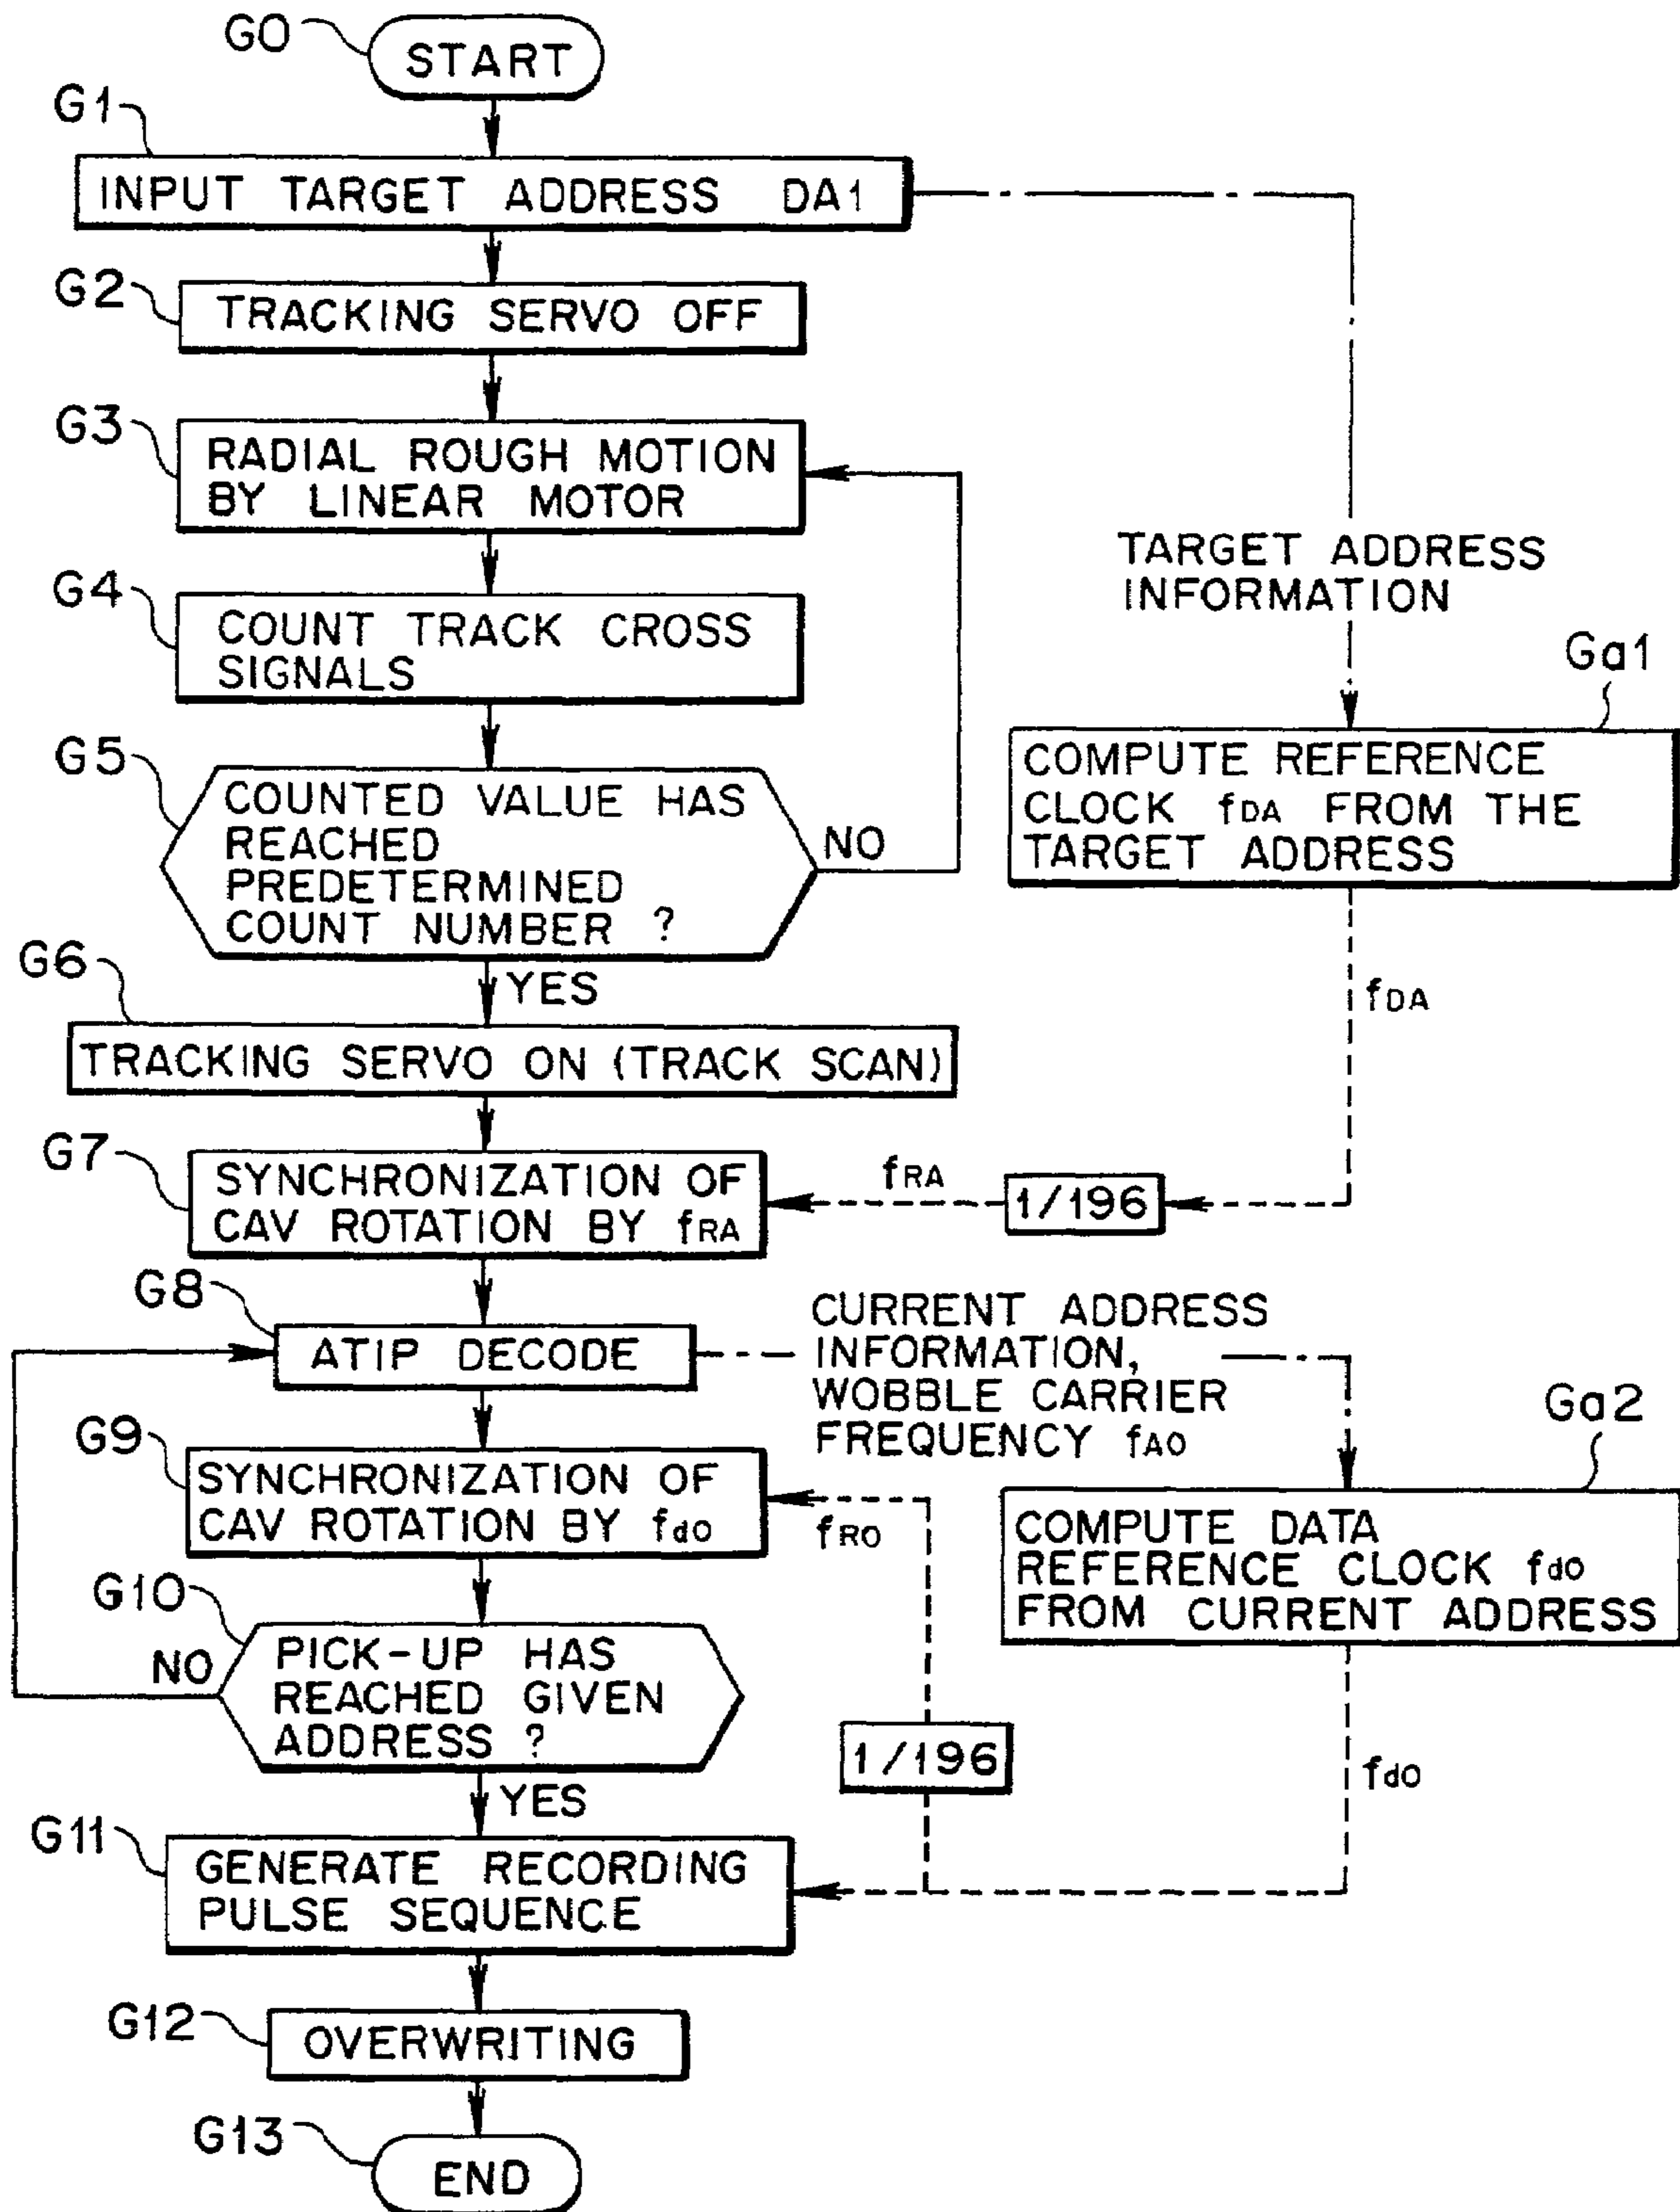 G0
START
G1
INPUT TARGET ADDRESS DA1
G2
TRACKING SERVO OFF
G3
RADIAL ROUGH MOTION
BY LINEAR MOTOR
TARGET ADDRESS
INFORMATION
G4
COUNT TRACK CROSS
SIGNALS
Ga1
COMPUTE REFERENCE
CLOCK fDA FROM THE
TARGET ADDRESS
G5
COUNTED VALUE HAS
REACHED
PREDETERMINED
COUNT NUMBER ?
NO
YES
fDA
G6
TRACKING SERVO ON (TRACK SCAN)
G7
SYNCHRONIZATION OF
CAV ROTATION BY fRA
fRA
1/196
G8
ATIP DECODE
CURRENT ADDRESS
INFORMATION,
WOBBLE CARRIER
FREQUENCY fA0
Ga2
COMPUTE DATA
REFERENCE CLOCK fd0
FROM CURRENT ADDRESS
G9
SYNCHRONIZATION OF
CAV ROTATION BY fd0
fR0
G10
PICK-UP HAS
REACHED GIVEN
ADDRESS ?
NO
YES
1/196
fd0
G11
GENERATE RECORDING
PULSE SEQUENCE
G12
OVERWRITING
G13
END